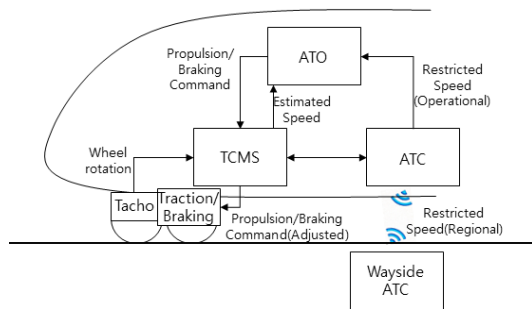 Propulsion/
Braking
Command
ATO
Restricted
Speed
(Operational)
Estimated
Speed
Wheel
rotation
TCMS
ATC
Tacho
Traction/
Braking
Propulsion/Braking
Command(Adjusted)
Restricted
Speed(Regional)
Wayside
ATC